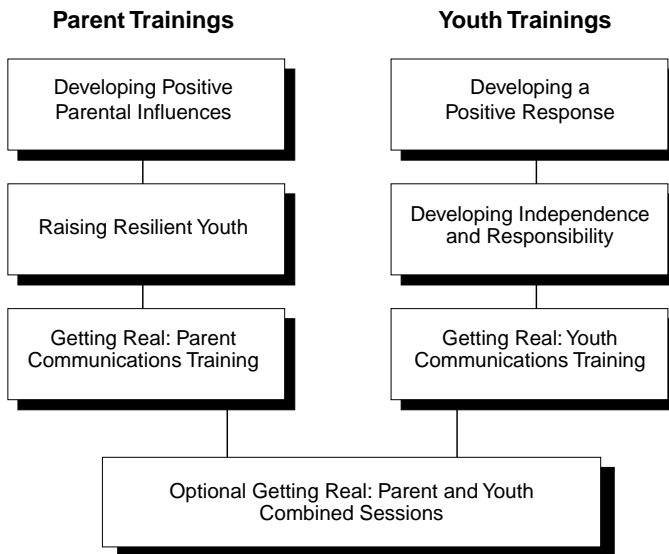 Parent Trainings
Youth Trainings
Developing Positive
Parental Influences
Developing a
Positive Response
Raising Resilient Youth
Developing Independence
and Responsibility
Getting Real: Parent
Communications Training
Getting Real: Youth
Communications Training
Optional Getting Real: Parent and Youth
Combined Sessions